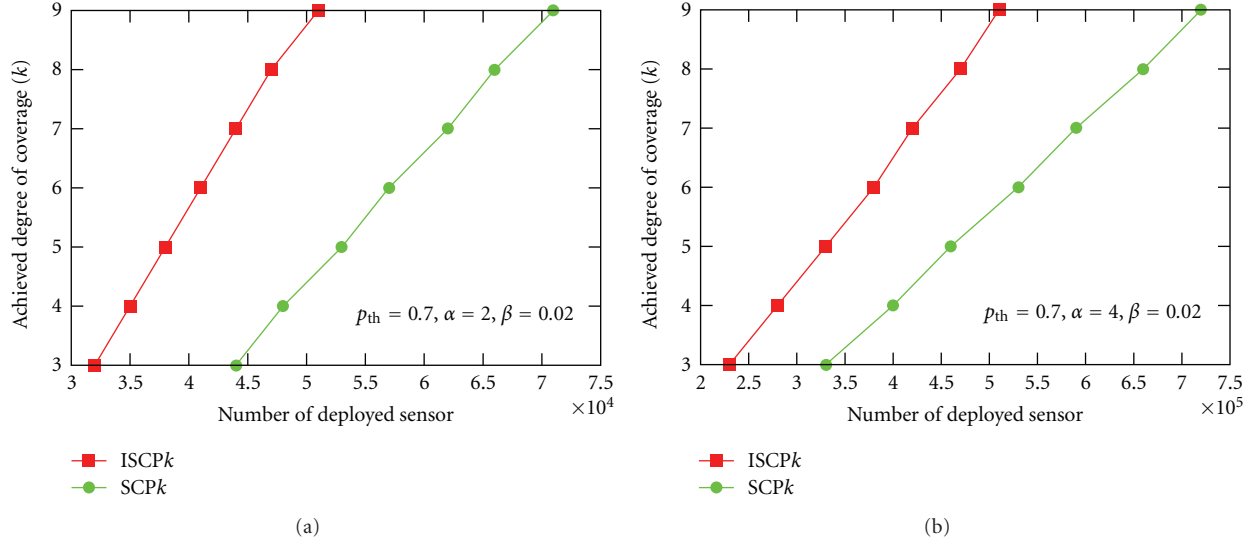 9
8
7
6
5
4
3
Achieved degree of coverage (k)
p_th = 0.7, α = 2, β = 0.02
3 3.5 4 4.5 5 5.5 6 6.5 7 7.5
×10^4
Number of deployed sensor
ISCPk
SCPk
(a)
9
8
7
6
5
4
3
Achieved degree of coverage (k)
p_th = 0.7, α = 4, β = 0.02
2 2.5 3 3.5 4 4.5 5 5.5 6 6.5 7 7.5
×10^5
Number of deployed sensor
ISCPk
SCPk
(b)